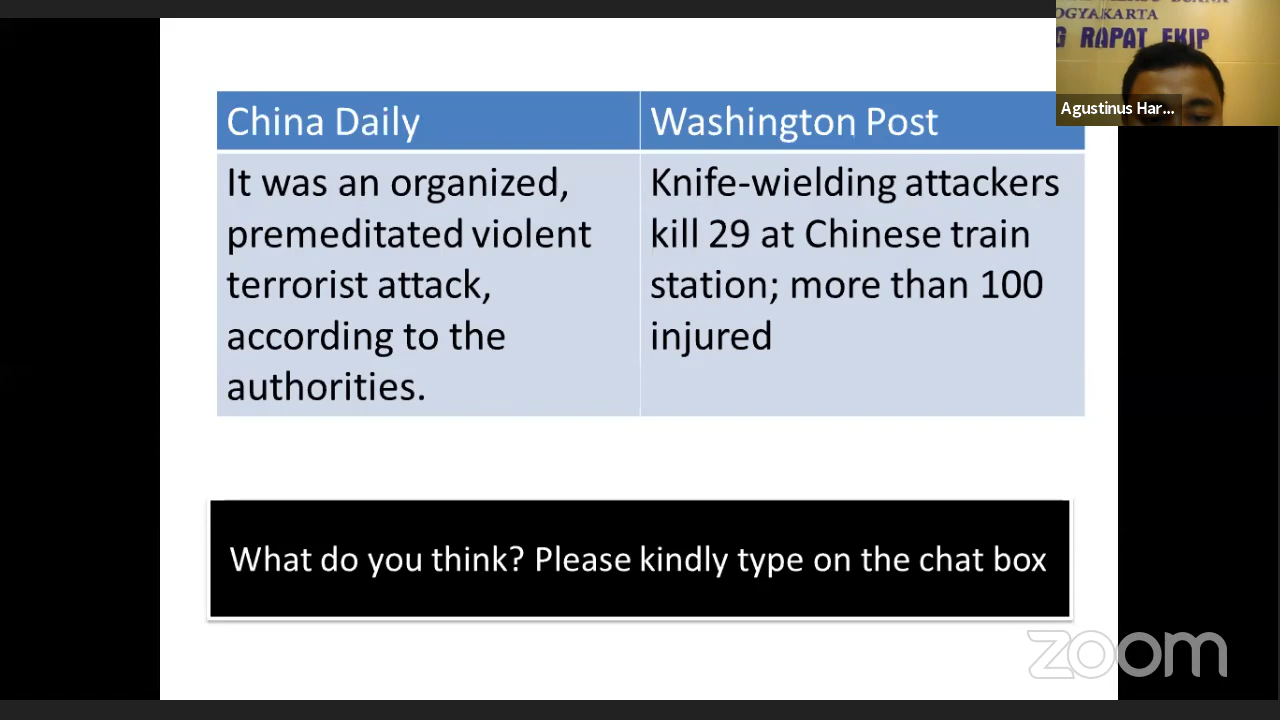 OGYAKARTA
G RAPAT EKIP
Agustinus Har...
China Daily
Washington Post
It was an organized,
premeditated violent
terrorist attack,
according to the
authorities.
Knife-wielding attackers
kill 29 at Chinese train
station; more than 100
injured
What do you think? Please kindly type on the chat box
zoom